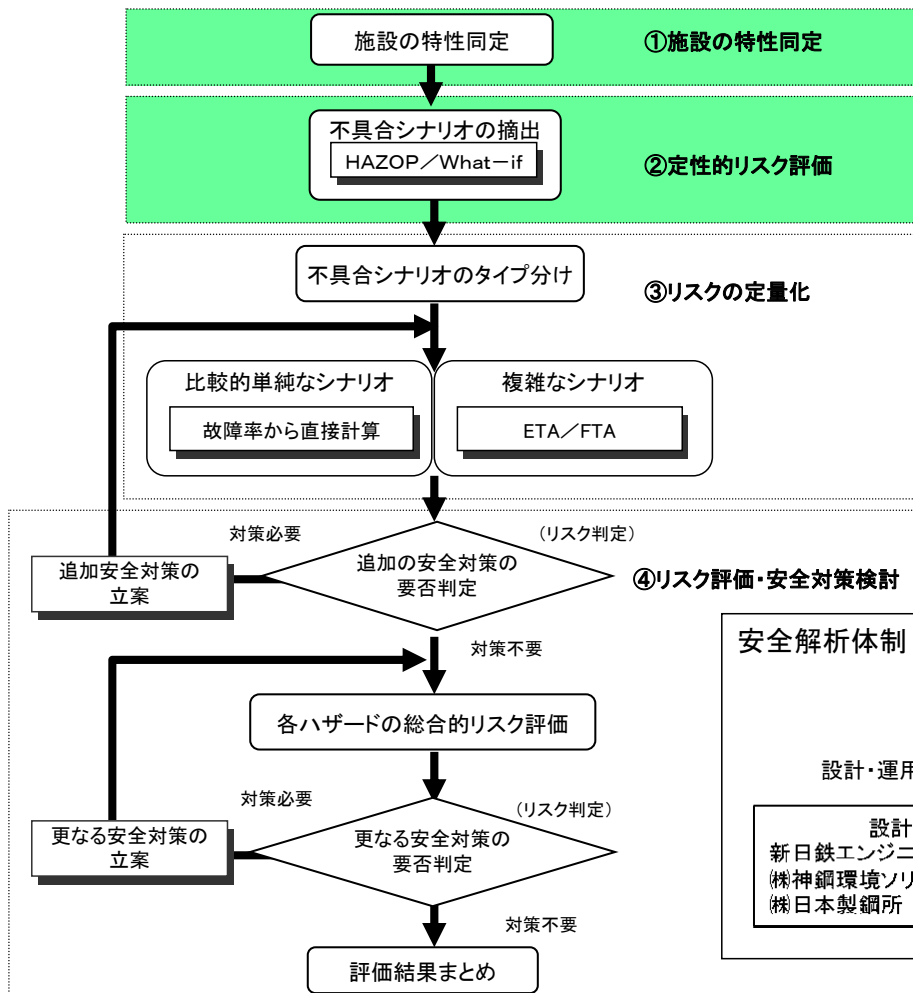 施設の特性同定
①施設の特性同定
不具合シナリオの摘出
HAZOP／What－if
②定性的リスク評価
不具合シナリオのタイプ分け
③リスクの定量化
比較的単純なシナリオ
複雑なシナリオ
故障率から直接計算
ETA／FTA
対策必要
(リスク判定)
追加安全対策の
立案
追加の安全対策の
要否判定
④リスク評価・安全対策検討
対策不要
安全解析体制
各ハザードの総合的リスク評価
設計・運用
対策必要
(リスク判定)
更なる安全対策の
立案
更なる安全対策の
要否判定
設計
新日鉄エンジニ
㈱神鋼環境ソリ
㈱日本製鋼所
対策不要
評価結果まとめ